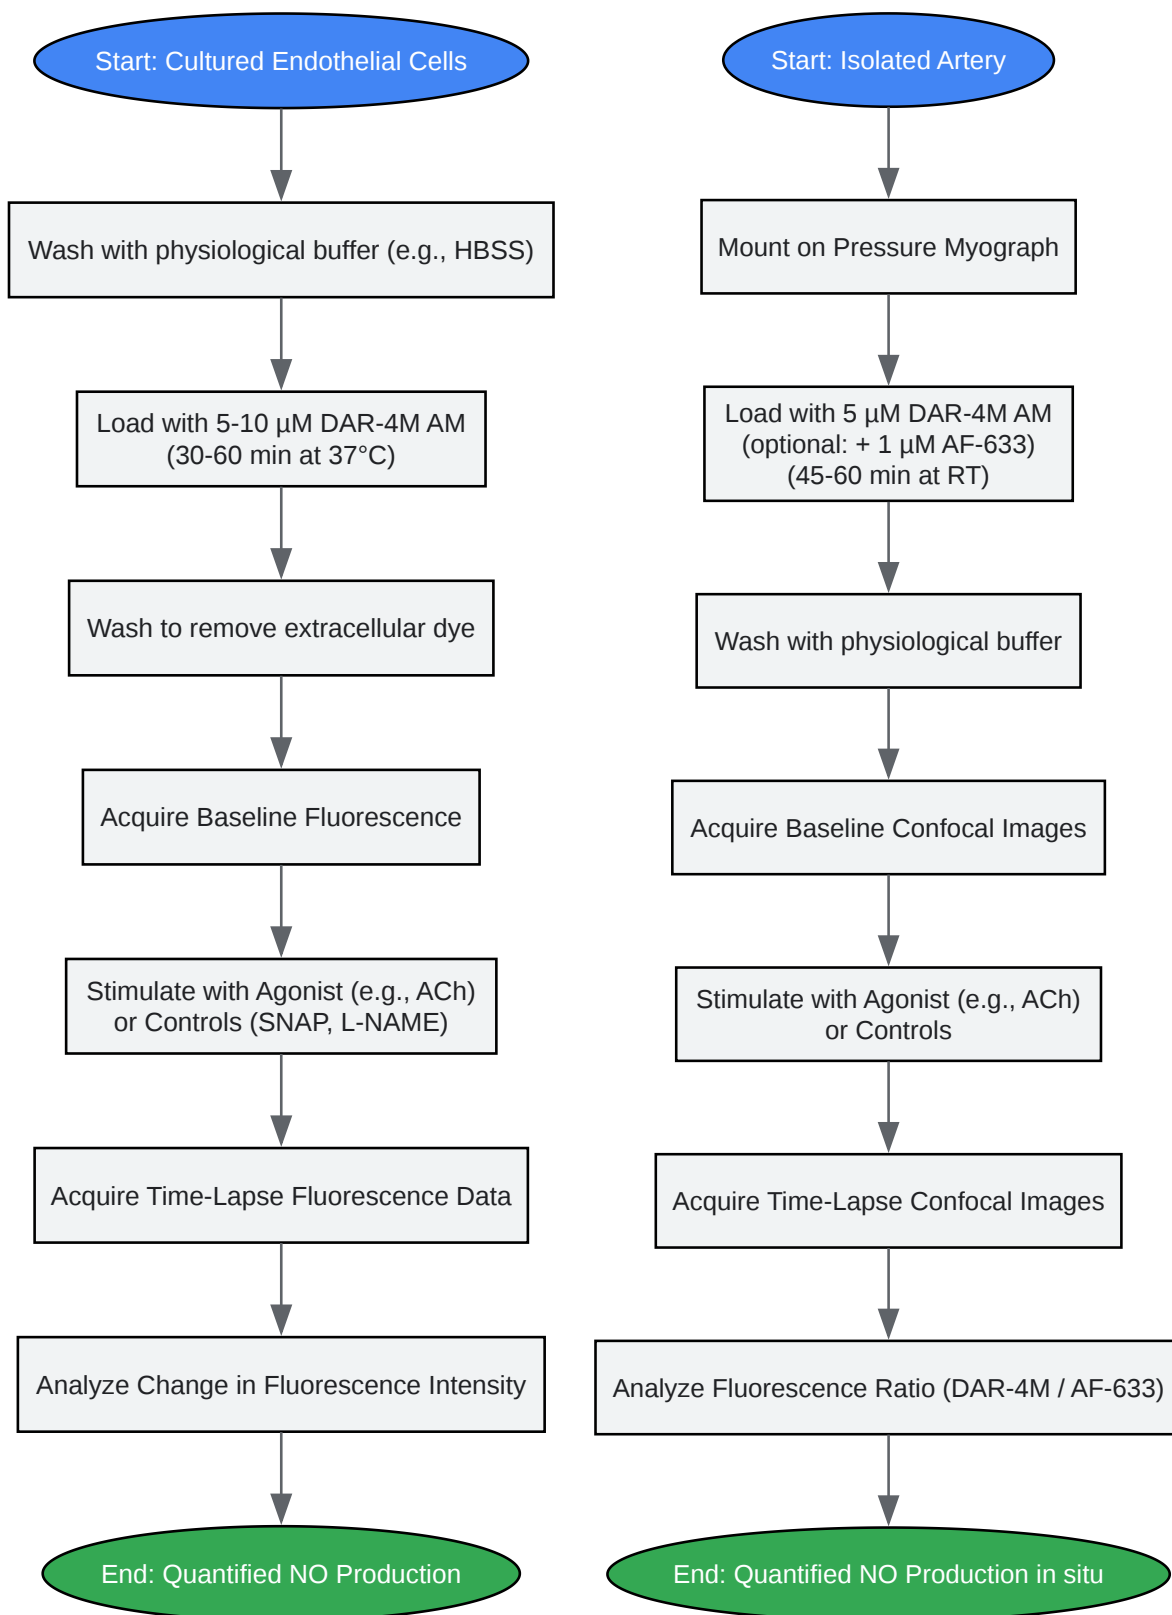 Start: Cultured Endothelial Cells
Wash with physiological buffer (e.g., HBSS)
Load with 5-10 µM DAR-4M AM
(30-60 min at 37°C)
Wash to remove extracellular dye
Acquire Baseline Fluorescence
Stimulate with Agonist (e.g., ACh)
or Controls (SNAP, L-NAME)
Acquire Time-Lapse Fluorescence Data
Analyze Change in Fluorescence Intensity
End: Quantified NO Production
Start: Isolated Artery
Mount on Pressure Myograph
Load with 5 µM DAR-4M AM
(optional: + 1 µM AF-633)
(45-60 min at RT)
Wash with physiological buffer
Acquire Baseline Confocal Images
Stimulate with Agonist (e.g., ACh)
or Controls
Acquire Time-Lapse Confocal Images
Analyze Fluorescence Ratio (DAR-4M / AF-633)
End: Quantified NO Production in situ